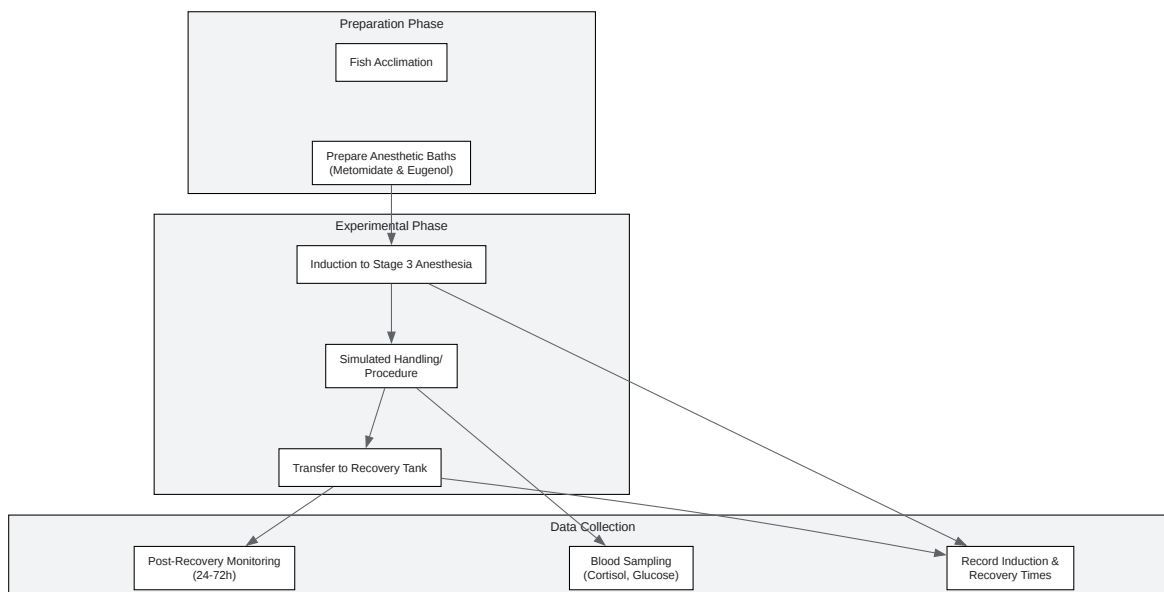 Preparation Phase
Fish Acclimation
Prepare Anesthetic Baths
(Metomidate & Eugenol)
Experimental Phase
Induction to Stage 3 Anesthesia
Simulated Handling/
Procedure
Transfer to Recovery Tank
Data Collection
Post-Recovery Monitoring
(24-72h)
Blood Sampling
(Cortisol, Glucose)
Record Induction &
Recovery Times